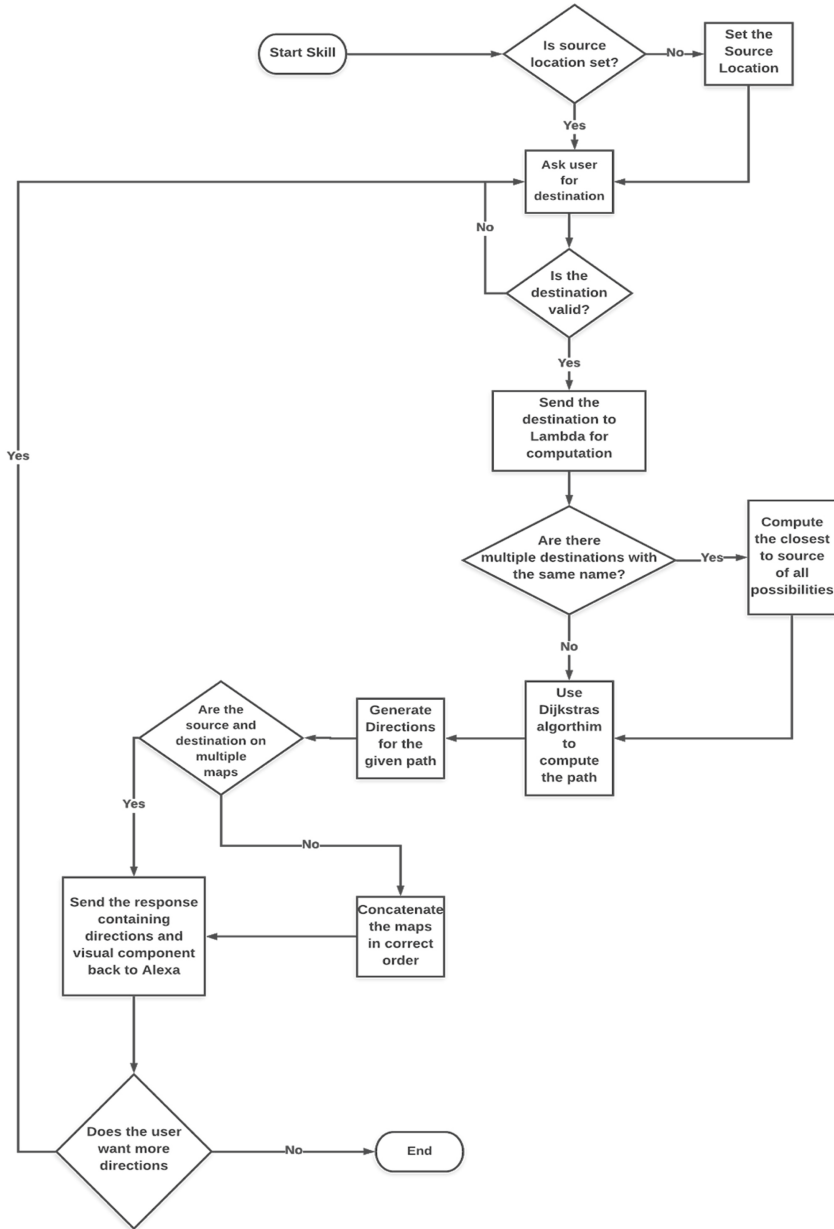 Start Skill
Is source
location set?
No
Set the
Source
Location
Yes
Ask user
for
destination
No
Is the
destination
valid?
Yes
Send the
destination to
Lambda for
computation
Yes
Are there
multiple destinations with
the same name?
Yes
Compute
the closest
to source
of all
possibilities
No
Use
Dijkstras
algorthim
to
compute
the path
Generate
Directions
for the
given path
Are the
source and
destination on
multiple
maps
Yes
No
Concatenate
the maps
in correct
order
Send the response
containing
directions and
visual component
back to Alexa
Does the user
want more
directions
No
End